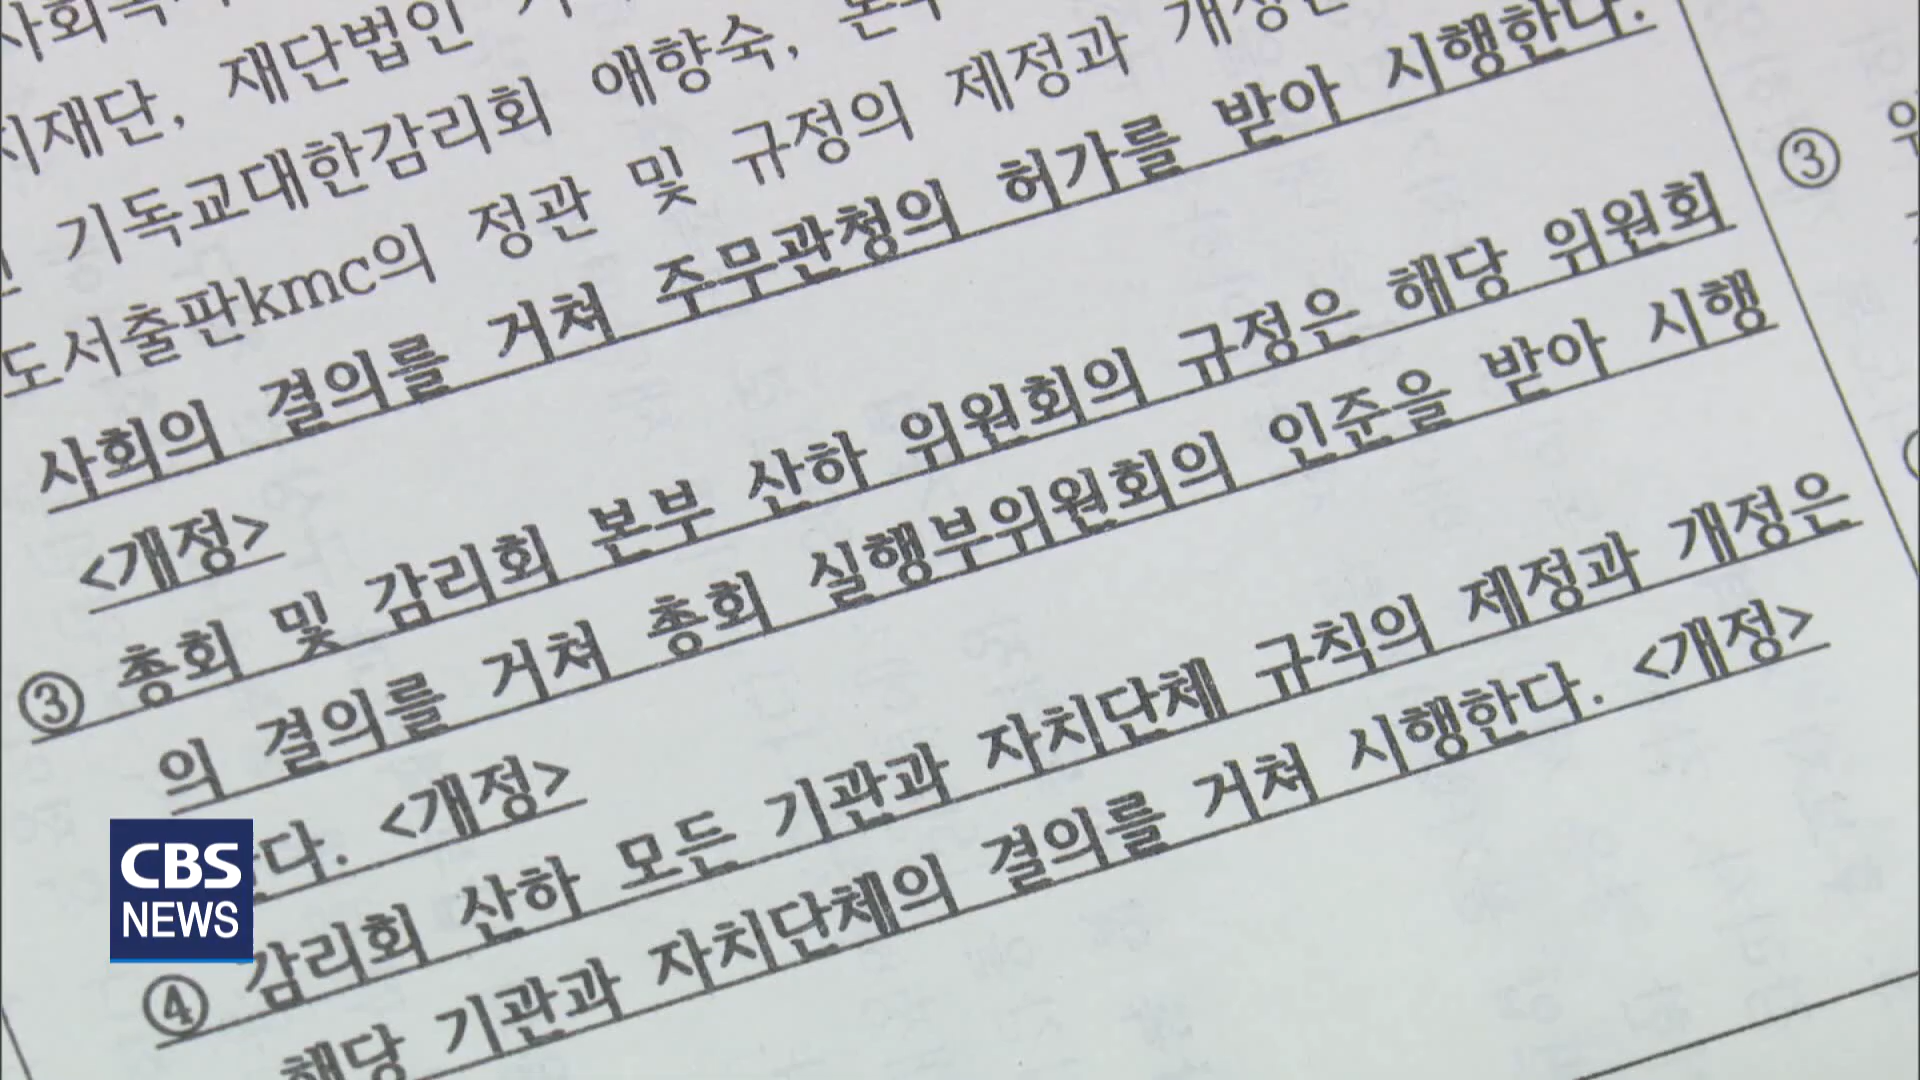 지재단, 재단법인
기독교대한감리회 애향숙,
도서출판kmc의 정관 및 규정의 제정과 개정은
사회의 결의를 거쳐 주무관청의 허가를 받아 시행한다.
<개정>
③ 총회 및 감리회 본부 산하 위원회의 규정은 해당 위원회
의 결의를 거쳐 총회 실행부위원회의 인준을 받아 시행
다. <개정>
④ 감리회 산하 모든 기관과 자치단체 규칙의 제정과 개정은
해당 기관과 자치단체의 결의를 거쳐 시행한다. <개정>
③
CBS
NEWS